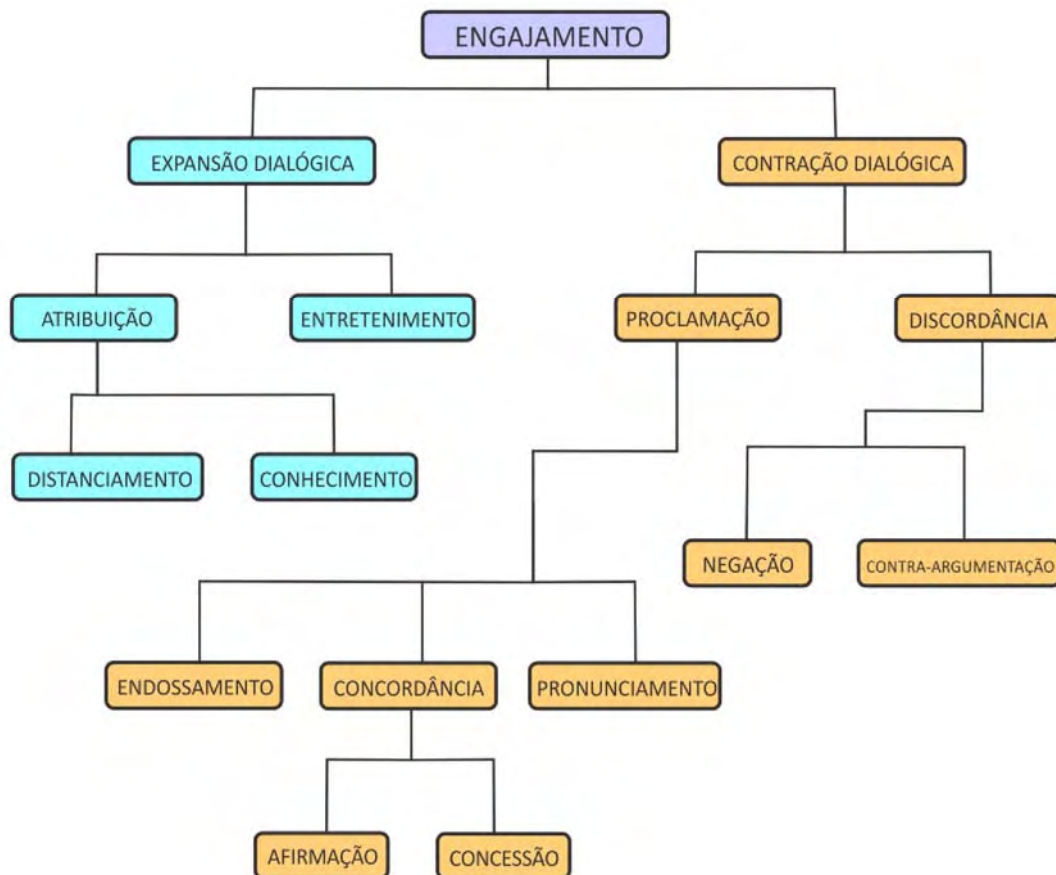 ENGAJAMENTO
EXPANSÃO DIALÓGICA
CONTRAÇÃO DIALÓGICA
ATRIBUIÇÃO
ENTRETENIMENTO
PROCLAMAÇÃO
DISCORDÂNCIA
DISTANCIAMENTO
CONHECIMENTO
NEGAÇÃO
CONTRA-ARGUMENTAÇÃO
ENDOSSAMENTO
CONCORDÂNCIA
PRONUNCIAMENTO
AFIRMAÇÃO
CONCESSÃO